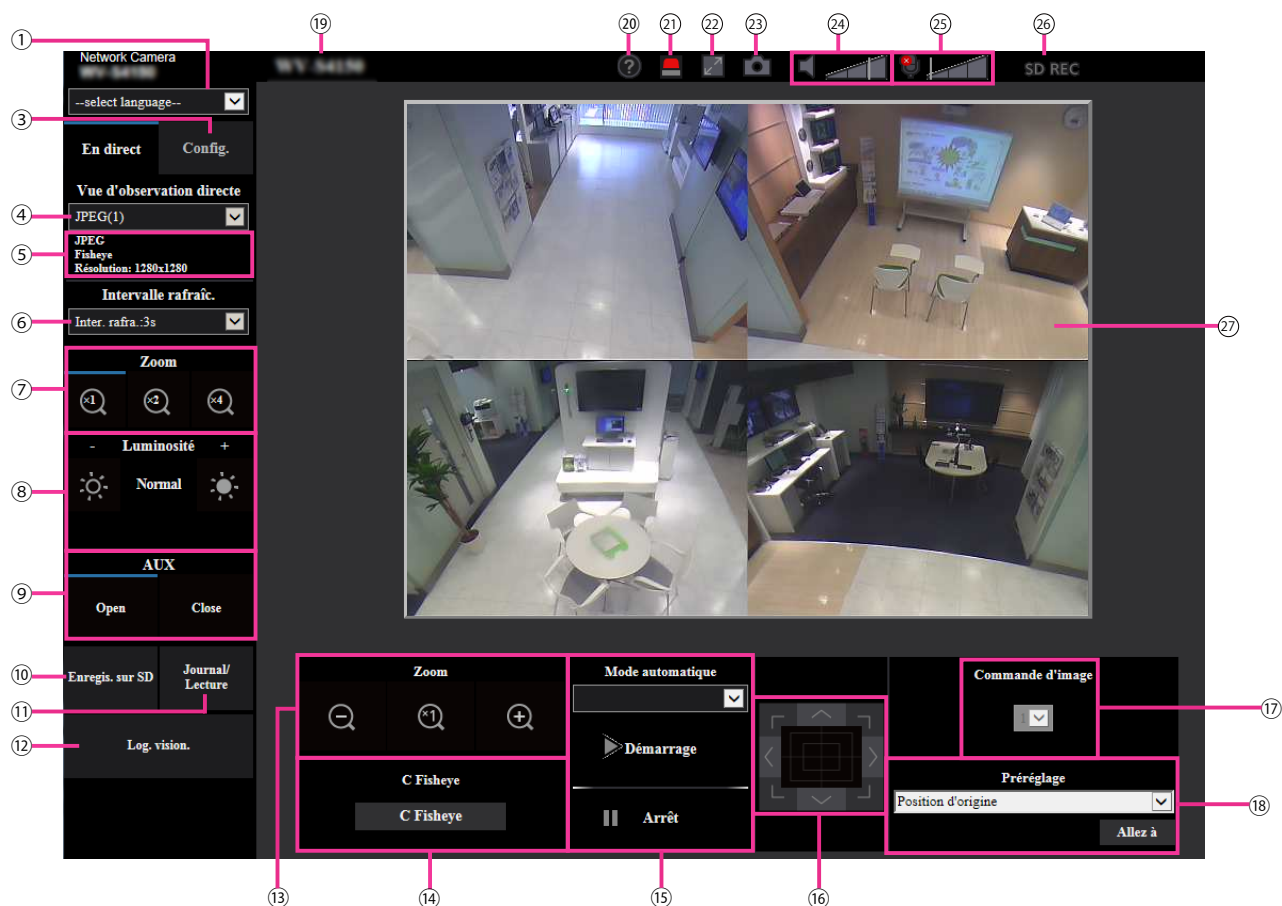 19
20
21
22
23
24
25
26
1
Network Camera
SD REC
--select language--
3
En direct
Config.
Vue d'observation directe
4
JPEG(1)
5
JPEG
Fisheye
Résolution: 1280x1280
Intervalle rafraîc.
6
Inter. rafra.:3s
27
Zoom
7
×1
×2
×4
- Luminosité +
8
Normal
AUX
9
Open
Close
10
Enregis. sur SD
Journal/
Lecture
11
12
Log. vision.
Zoom
×1
Mode automatique
Démarrage
Arrêt
C Fisheye
C Fisheye
Commande d'image
1
17
Préréglage
Position d'origine
18
Allez à
13
14
15
16